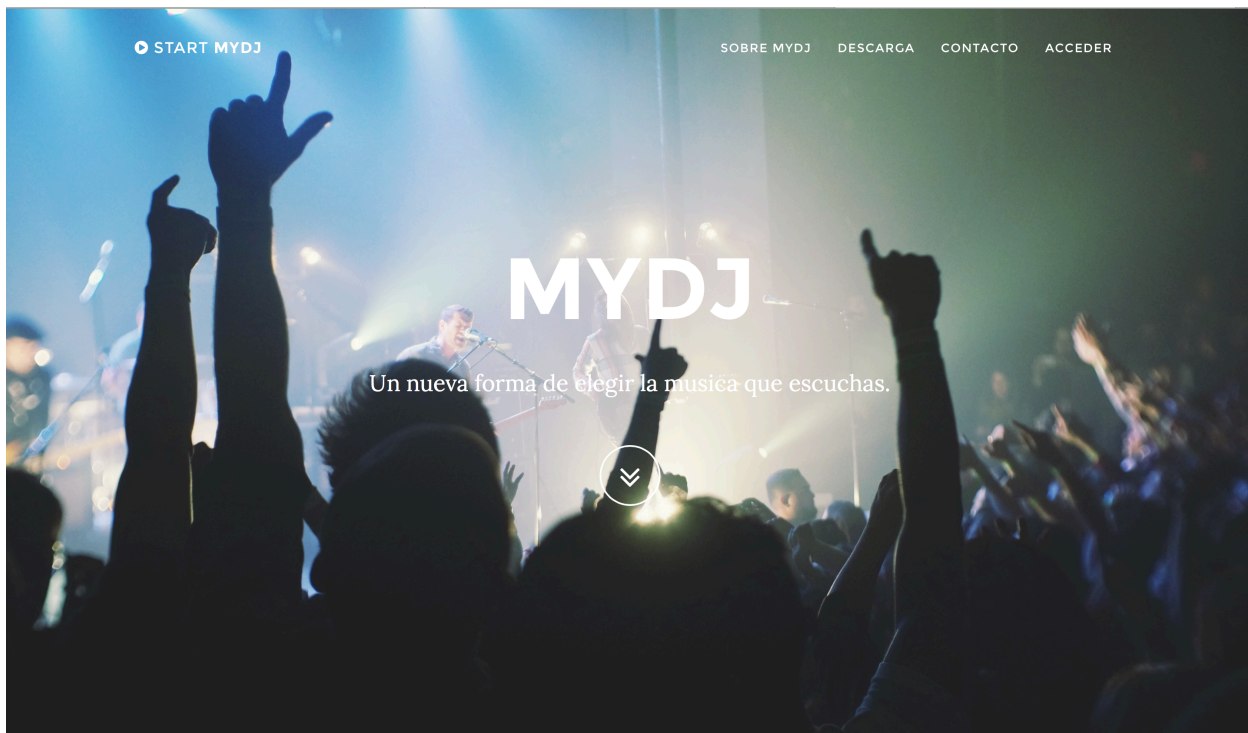 START MYDJ
SOBRE MYDJ DESCARGA CONTACTO ACCEDER
MYDJ
Un nueva forma de elegir la musica que escuchas.